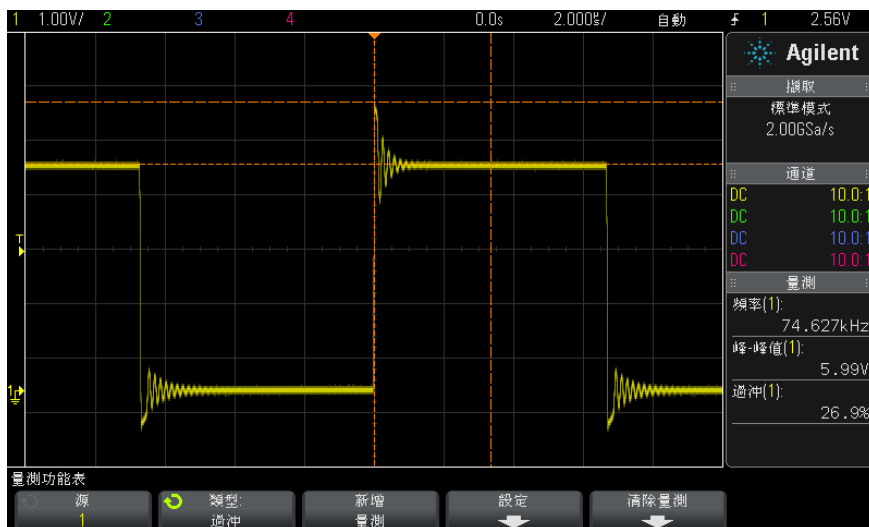 1 1.00V/ 2 3 4 0.0s 2.000㎲/ 自動 1 2.56V
Agilent
擷取
標準模式
2.00GSa/s
通道
DC 10.0:1
DC 10.0:1
DC 10.0:1
DC 10.0:1
量測
頻率(1):
74.627kHz
峰-峰值(1):
5.99V
過沖(1):
26.9%
T
1
量測功能表
源
1
類型:
過沖
新增
量測
設定
清除量測